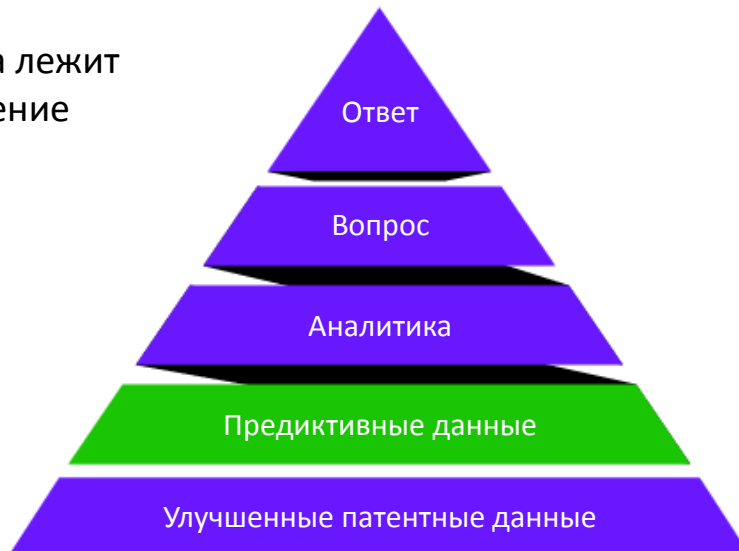 а лежит
ение
Ответ
Вопрос
Аналитика
Предиктивные данные
Улучшенные патентные данные